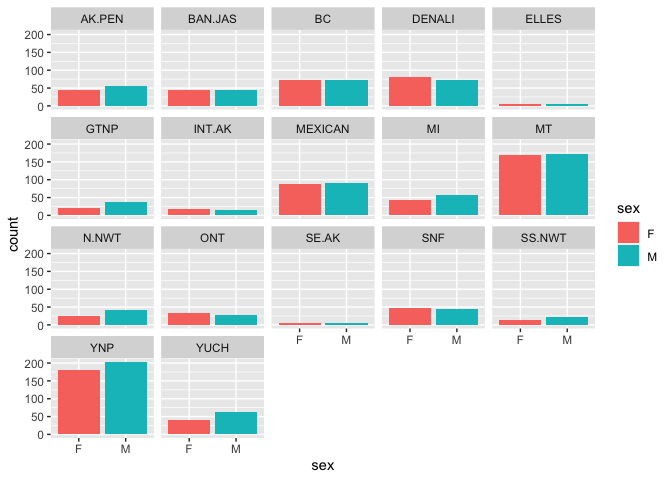 AK.PEN BAN.JAS BC DENALI ELLES
200
150
100
50
0
GTNP INT.AK MEXICAN MI MT
200
150
100
50
0
count
sex
F
M
N.NWT ONT SE.AK SNF SS.NWT
200
150
100
50
0
F M F M F M
YNP YUCH
200
150
100
50
0
F M F M
sex